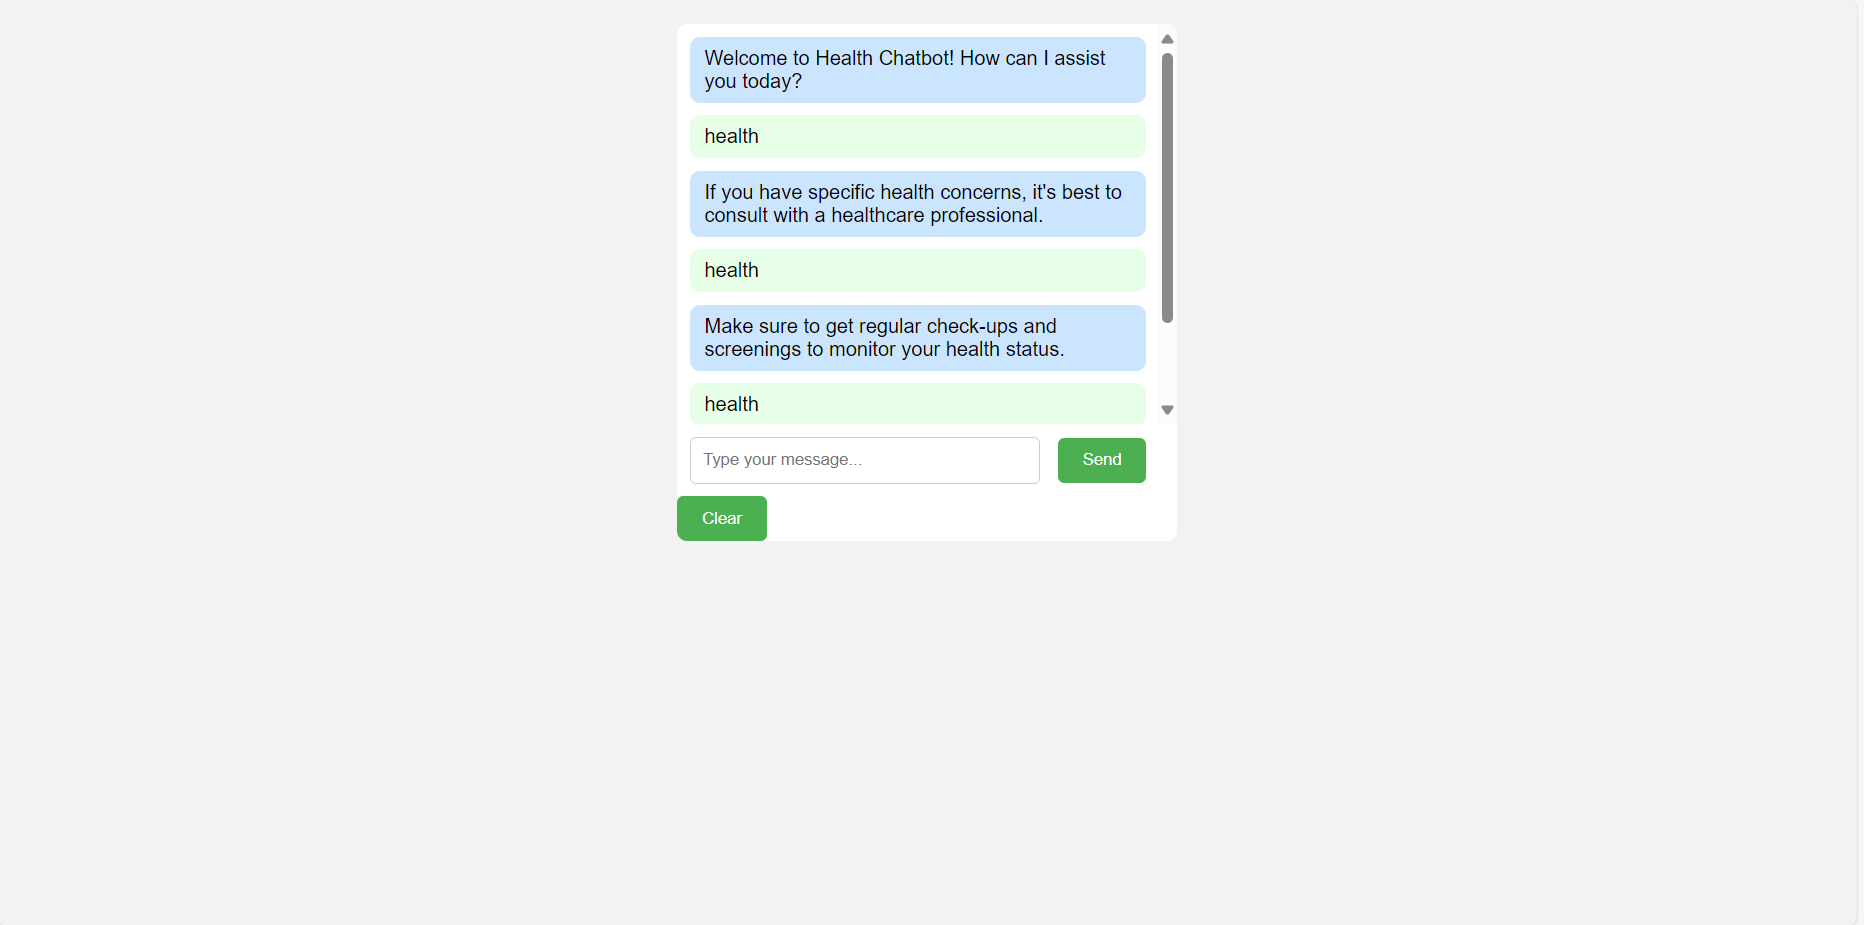 Welcome to Health Chatbot! How can I assist
you today?
health
If you have specific health concerns, it's best to
consult with a healthcare professional.
health
Make sure to get regular check-ups and
screenings to monitor your health status.
health
Type your message...
Send
Clear